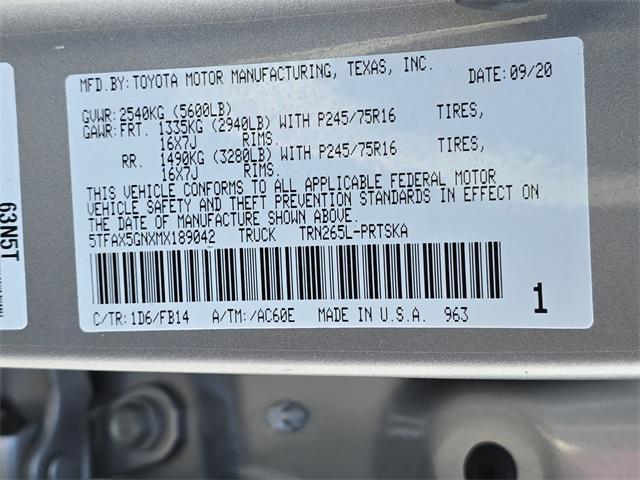 MFD.BY: TOYOTA MOTOR MANUFACTURING, TEXAS, INC. DATE: 09/20
GVWR: 2540KG (5600LB)
GAWR: FRT. 1335KG (2940LB) WITH P245/75R16 TIRES,
16X7J RIMS.
RR. 1490KG (3280LB) WITH P245/75R16 TIRES,
16X7J RIMS.
THIS VEHICLE CONFORMS TO ALL APPLICABLE FEDERAL MOTOR
VEHICLE SAFETY AND THEFT PREVENTION STANDARDS IN EFFECT ON
THE DATE OF MANUFACTURE SHOWN ABOVE.
5TFAX5GNXMX189042 TRUCK TRN265L-PRTSKA
C/TR: 1D6/FB14 A/TM: /AC60E MADE IN U.S.A. 963 1
63N5T